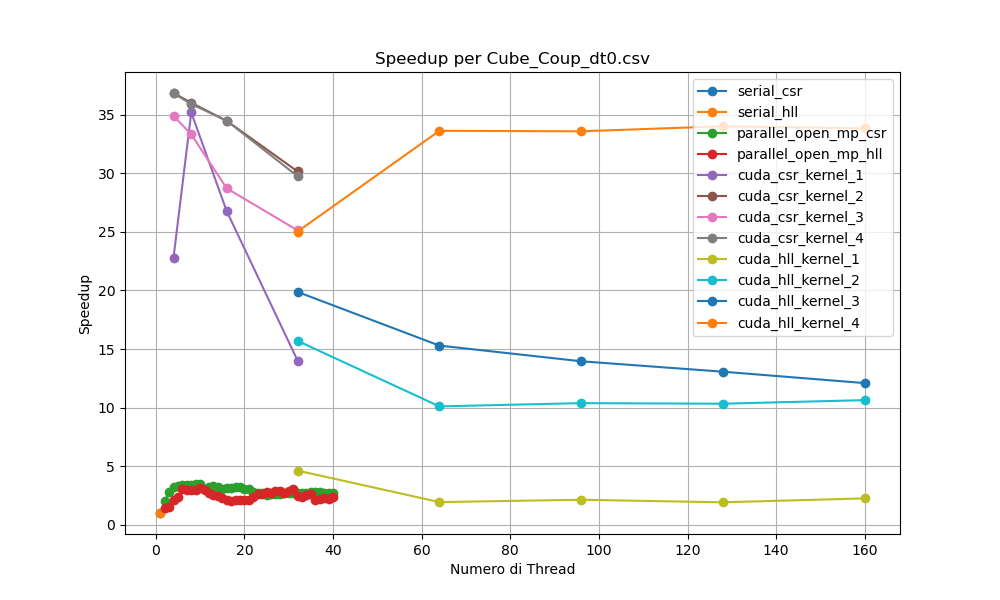 Speedup per Cube_Coup_dt0.csv
Speedup
35
30
25
20
15
10
5
0
0 20 40 60 80 100 120 140 160
Numero di Thread
serial_csr
serial_hll
parallel_open_mp_csr
parallel_open_mp_hll
cuda_csr_kernel_1
cuda_csr_kernel_2
cuda_csr_kernel_3
cuda_csr_kernel_4
cuda_hll_kernel_1
cuda_hll_kernel_2
cuda_hll_kernel_3
cuda_hll_kernel_4